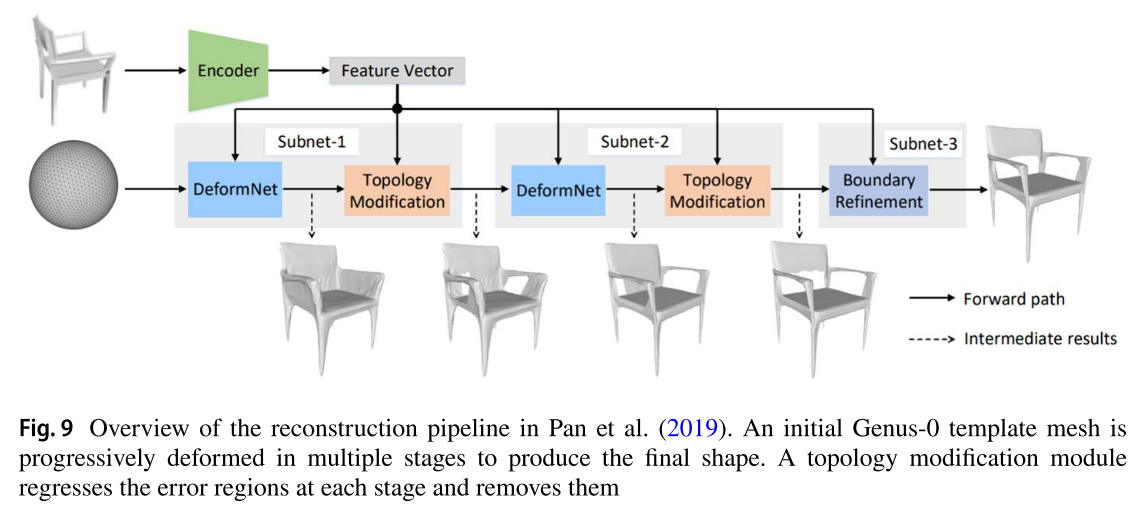 Encoder
Feature Vector
Subnet-1
Subnet-2
Subnet-3
DeformNet
Topology
Modification
DeformNet
Topology
Modification
Boundary
Refinement
Forward path
Intermediate results
Fig. 9 Overview of the reconstruction pipeline in Pan et al. (2019). An initial Genus-0 template mesh is
progressively deformed in multiple stages to produce the final shape. A topology modification module
regresses the error regions at each stage and removes them